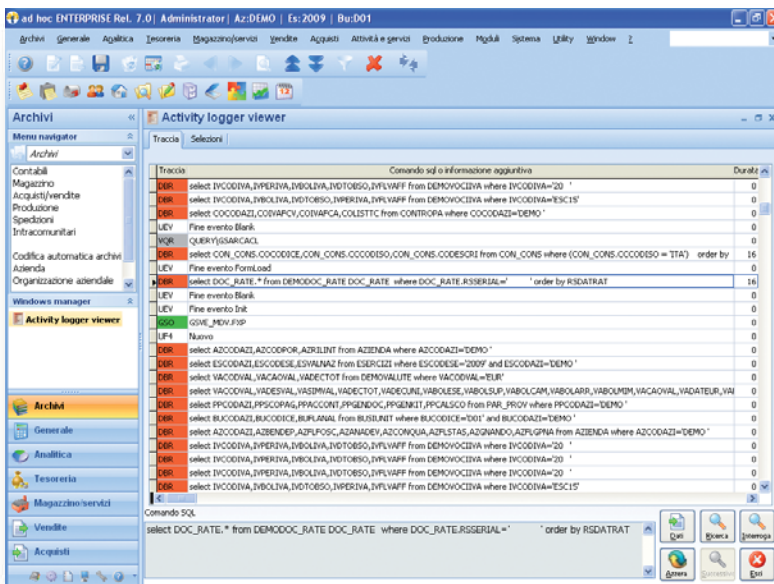 ad hoc ENTERPRISE Rel. 7.0| Administrator| Az:DEMO | Es:2009 | Bu:D01
Archivi Generale Analitica Tesoreria Magazzino/servizi Vendite Acquisti Attività e servizi Produzione Moduli Sistema Utility Window ?
Archivi
Activity logger viewer
Menu navigator
Archivi
Traccia Selezioni
Contabili
Magazzino
Acquisti/vendite
Produzione
Spedizioni
Intracomunitari
Codifica automatica archivi
Azienda
Organizzazione aziendale
Windows manager
Activity logger viewer
Archivi
Generale
Analitica
Tesoreria
Magazzino/servizi
Vendite
Acquisti
Traccia Comando sql o informazione aggiuntiva Durata
DBR select IVCODIVA,IVPERIVA,IVBOLIVA,IVDTOBSO,IVFLVAFF from DEMOVOCIIVA where IVCODIVA='20 ' 0
DBR select IVCODIVA,IVBOLIVA,IVDTOBSO,IVPERIVA,IVFLVAFF from DEMOVOCIIVA where IVCODIVA='ESC15' 0
DBR select COCODAZI,COIVAFCV,COIVAFCA,COLISTTC from CONTROPA where COCODAZI='DEMO ' 0
UEV Fine evento Blank 0
VQR QUERY\GSARCACL 0
DBR select CON_CONS.COCODICE,CON_CONS.CCCODISO,CON_CONS.CODESCRI from CON_CONS where (CON_CONS.CCCODISO = 'ITA') order by 16
UEV Fine evento FormLoad 0
DBR select DOC_RATE.* from DEMODOC_RATE DOC_RATE where DOC_RATE.RSSERIAL=' ' order by RSDATRAT 16
UEV Fine evento Blank 0
UEV Fine evento Init 0
GSO GSVE_MDV.FXP 0
UF4 Nuovo 0
DBR select AZCODAZI,AZCODPOR,AZRILINT from AZIENDA where AZCODAZI='DEMO ' 0
DBR select ESCODAZI,ESCODESE,ESVALNAZ from ESERCIZI where ESCODESE='2009' and ESCODAZI='DEMO ' 0
DBR select VACODVAL,VACAOVAL,VADECTOT from DEMOVALUTE where VACODVAL='EUR' 0
DBR select VACODVAL,VADESVAL,VASIMVAL,VADECTOT,VADECUNI,VABOLESE,VABOLSUP,VABOLCAM,VABOLARR,VABOLMIM,VACAOVAL,VADATEUR,VAI 0
DBR select PPCODAZI,PPSCOPAG,PPACCONT,PPGENDOC,PPGENKIT,PPCALSCO from PAR_PROV where PPCODAZI='DEMO ' 0
DBR select BUCODAZI,BUCODICE,BUFLANAL from BUSIUNIT where BUCODICE='D01' and BUCODAZI='DEMO ' 0
DBR select AZCODAZI,AZBENDEP,AZFLFOSC,AZANADEV,AZCONQUA,AZFLSTAS,AZGNANDO,AZFLGPNA from AZIENDA where AZCODAZI='DEMO ' 0
DBR select IVCODIVA,IVPERIVA,IVBOLIVA,IVDTOBSO,IVFLVAFF from DEMOVOCIIVA where IVCODIVA='20 ' 0
DBR select IVCODIVA,IVPERIVA,IVBOLIVA,IVDTOBSO,IVFLVAFF from DEMOVOCIIVA where IVCODIVA='20 ' 0
DBR select IVCODIVA,IVBOLIVA,IVDTOBSO,IVPERIVA,IVFLVAFF from DEMOVOCIIVA where IVCODIVA='ESC15' 0
Comando SQL
select DOC_RATE.* from DEMODOC_RATE DOC_RATE where DOC_RATE.RSSERIAL=' ' order by RSDATRAT
Dati Ricerca Interroga
Azzera Successivo Esci